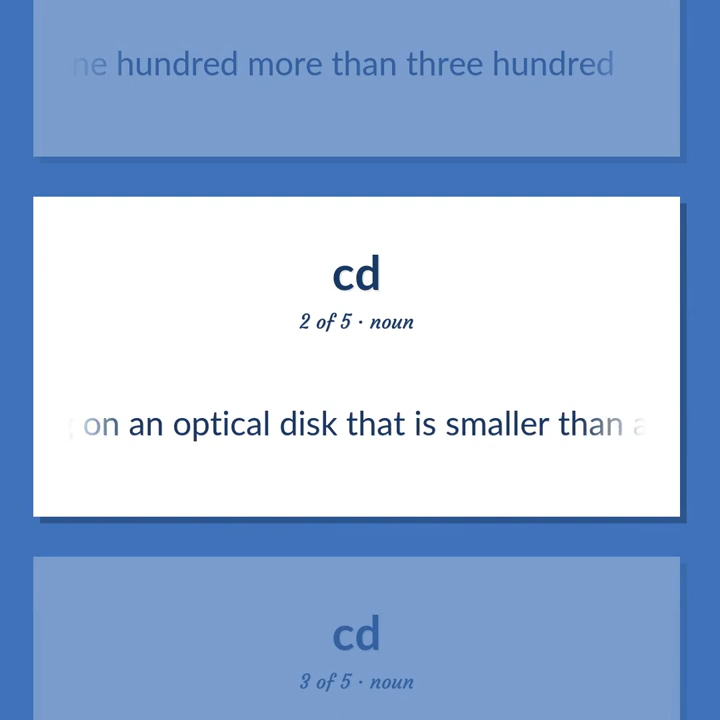 ne hundred more than three hundred
cd
2 of 5 · noun
on an optical disk that is smaller than a
cd
3 of 5 · noun